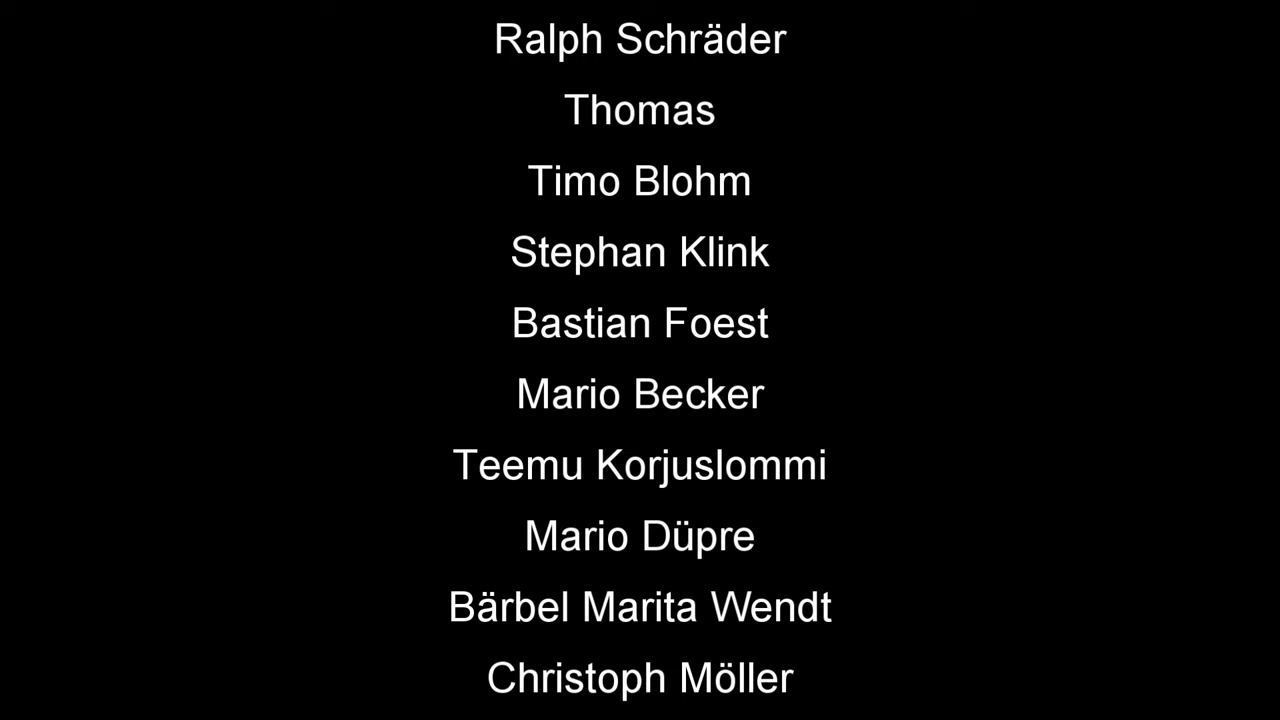 Ralph Schräder
Thomas
Timo Blohm
Stephan Klink
Bastian Foest
Mario Becker
Teemu Korjuslommi
Mario Düpre
Bärbel Marita Wendt
Christoph Möller